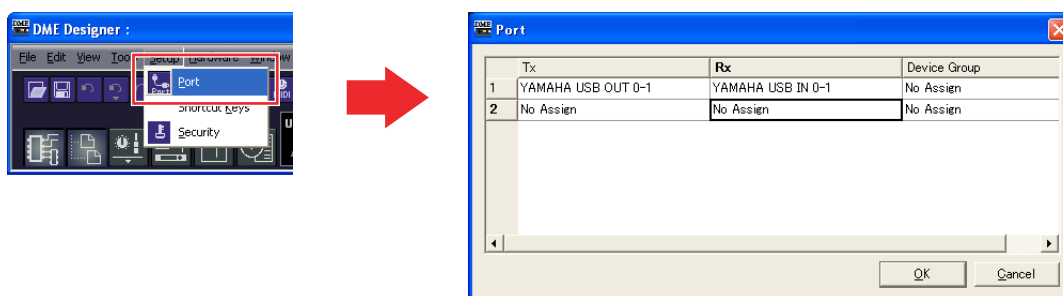 DME Designer :
File Edit View Tools Setup Hardware Window
Port
Shortcut Keys
Security
Port
Tx Rx Device Group
1 YAMAHA USB OUT 0-1 YAMAHA USB IN 0-1 No Assign
2 No Assign No Assign No Assign
OK Cancel